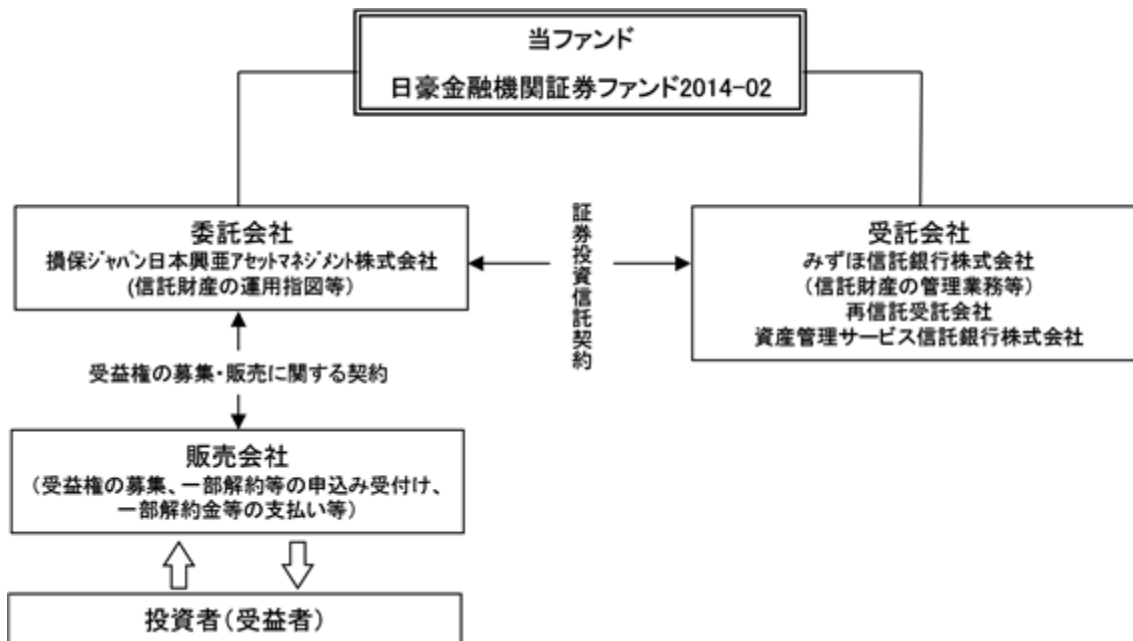 当ファンド
日豪金融機関証券ファンド2014-02
委託会社
損保ｼﾞｬﾊﾟﾝ日本興亜ｱｾｯﾄﾏﾈｼﾞﾒﾝﾄ株式会社
(信託財産の運用指図等)
証券投資信託契約
受託会社
みずほ信託銀行株式会社
（信託財産の管理業務等）
再信託受託会社
資産管理サービス信託銀行株式会社
受益権の募集・販売に関する契約
販売会社
（受益権の募集、一部解約等の申込み受付け、
一部解約金等の支払い等）
投資者（受益者）